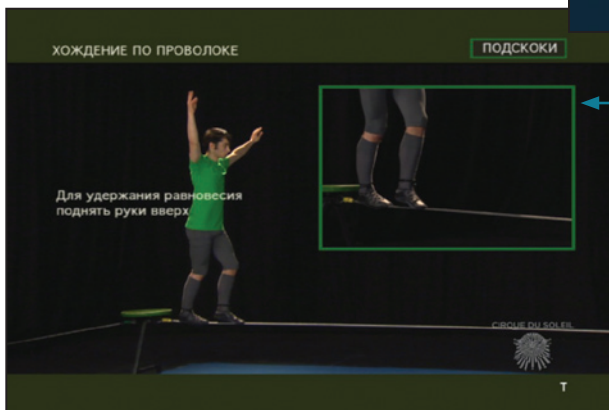 ХОЖДЕНИЕ ПО ПРОВОЛОКЕ
ПОДСКОКИ
Для удержания равновесия
поднять руки вверх
CIRQUE DU SOLEIL
Т